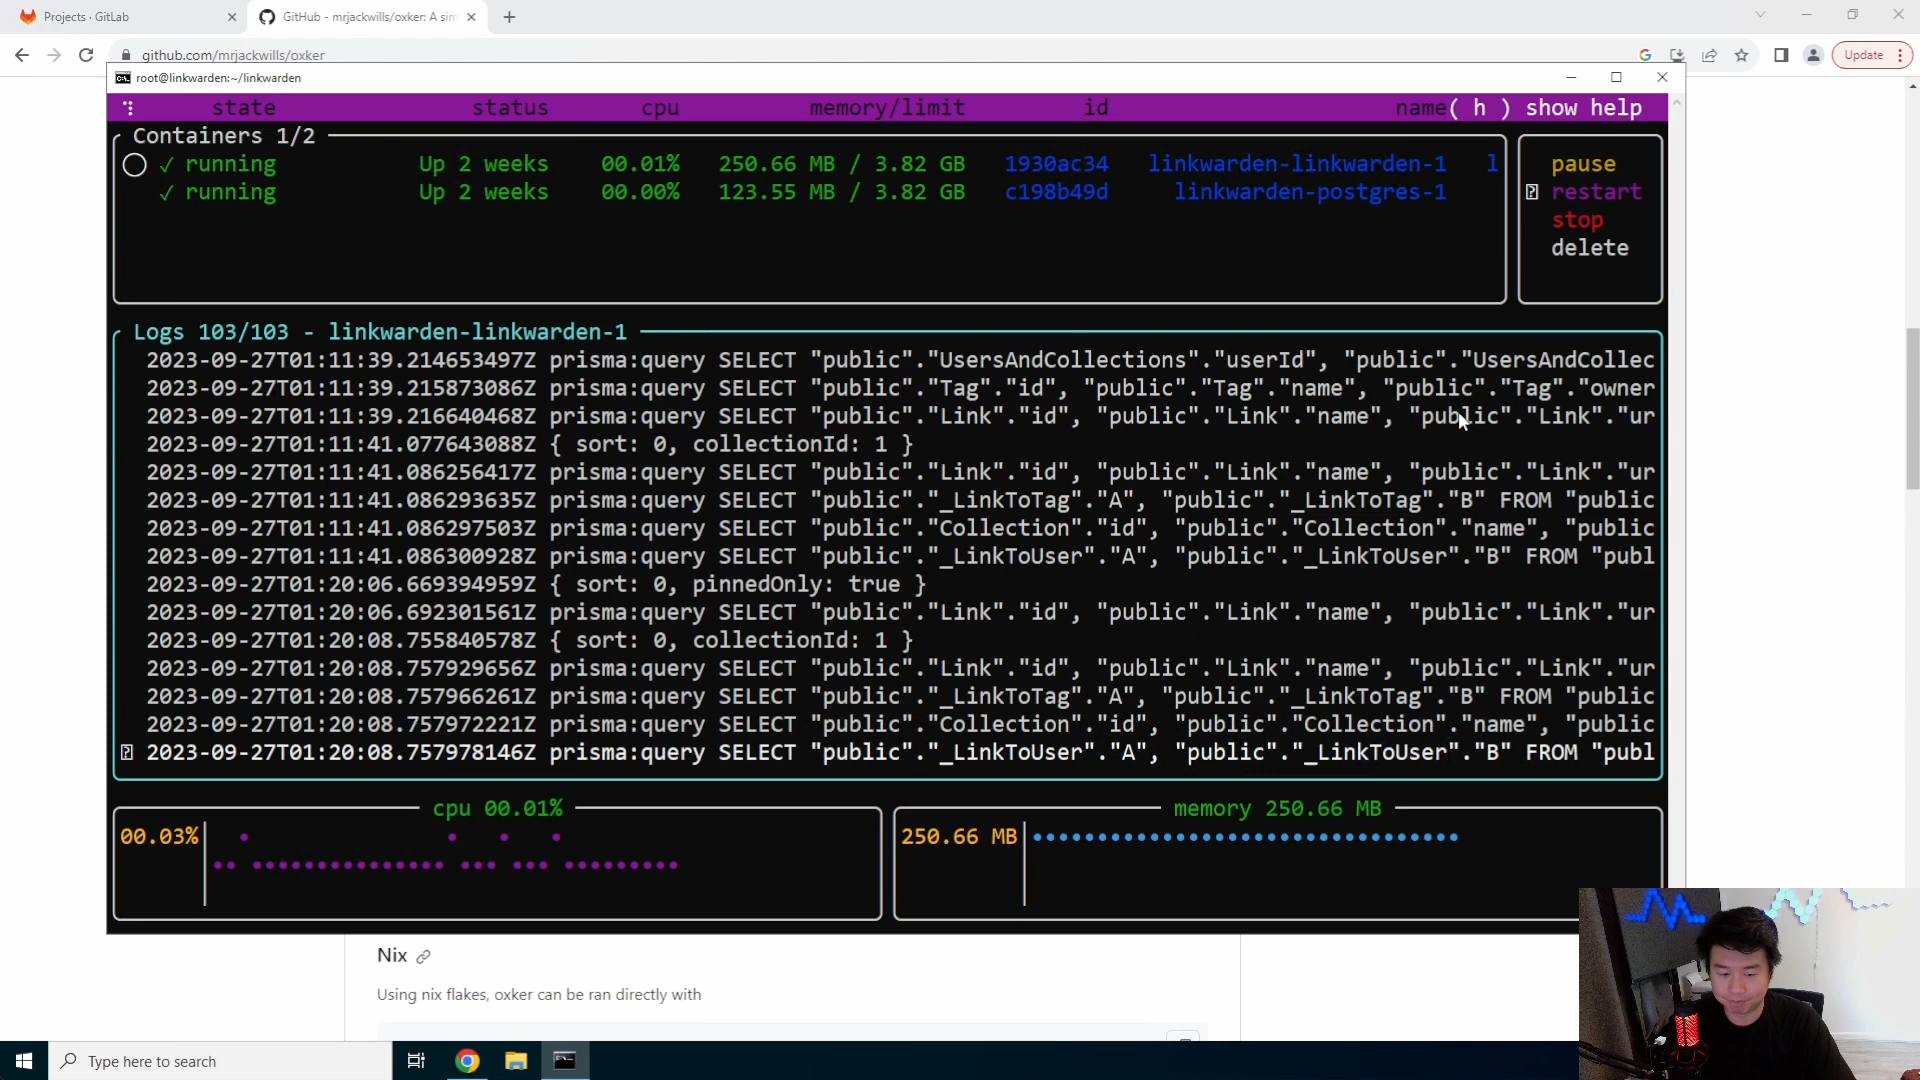 Projects · GitLab
GitHub - mrjackwills/oxker: A sim
github.com/mrjackwills/oxker
Update
root@linkwarden:~/linkwarden
state status cpu memory/limit id name ( h ) show help
Containers 1/2
✓ running Up 2 weeks 00.01% 250.66 MB / 3.82 GB 1930ac34 linkwarden-linkwarden-1 l
✓ running Up 2 weeks 00.00% 123.55 MB / 3.82 GB c198b49d linkwarden-postgres-1
pause
restart
stop
delete
Logs 103/103 - linkwarden-linkwarden-1
2023-09-27T01:11:39.214653497Z prisma:query SELECT "public"."UsersAndCollections"."userId", "public"."UsersAndCollec
2023-09-27T01:11:39.215873086Z prisma:query SELECT "public"."Tag"."id", "public"."Tag"."name", "public"."Tag"."owner
2023-09-27T01:11:39.216640468Z prisma:query SELECT "public"."Link"."id", "public"."Link"."name", "public"."Link"."ur
2023-09-27T01:11:41.077643088Z { sort: 0, collectionId: 1 }
2023-09-27T01:11:41.086256417Z prisma:query SELECT "public"."Link"."id", "public"."Link"."name", "public"."Link"."ur
2023-09-27T01:11:41.086293635Z prisma:query SELECT "public"."_LinkToTag"."A", "public"."_LinkToTag"."B" FROM "public
2023-09-27T01:11:41.086297503Z prisma:query SELECT "public"."Collection"."id", "public"."Collection"."name", "public
2023-09-27T01:11:41.086300928Z prisma:query SELECT "public"."_LinkToUser"."A", "public"."_LinkToUser"."B" FROM "publ
2023-09-27T01:20:06.669394959Z { sort: 0, pinnedOnly: true }
2023-09-27T01:20:06.692301561Z prisma:query SELECT "public"."Link"."id", "public"."Link"."name", "public"."Link"."ur
2023-09-27T01:20:08.755840578Z { sort: 0, collectionId: 1 }
2023-09-27T01:20:08.757929656Z prisma:query SELECT "public"."Link"."id", "public"."Link"."name", "public"."Link"."ur
2023-09-27T01:20:08.757966261Z prisma:query SELECT "public"."_LinkToTag"."A", "public"."_LinkToTag"."B" FROM "public
2023-09-27T01:20:08.757972221Z prisma:query SELECT "public"."Collection"."id", "public"."Collection"."name", "public
2023-09-27T01:20:08.757978146Z prisma:query SELECT "public"."_LinkToUser"."A", "public"."_LinkToUser"."B" FROM "publ
cpu 00.01%
00.03%
memory 250.66 MB
250.66 MB
Nix
Using nix flakes, oxker can be ran directly with
Type here to search